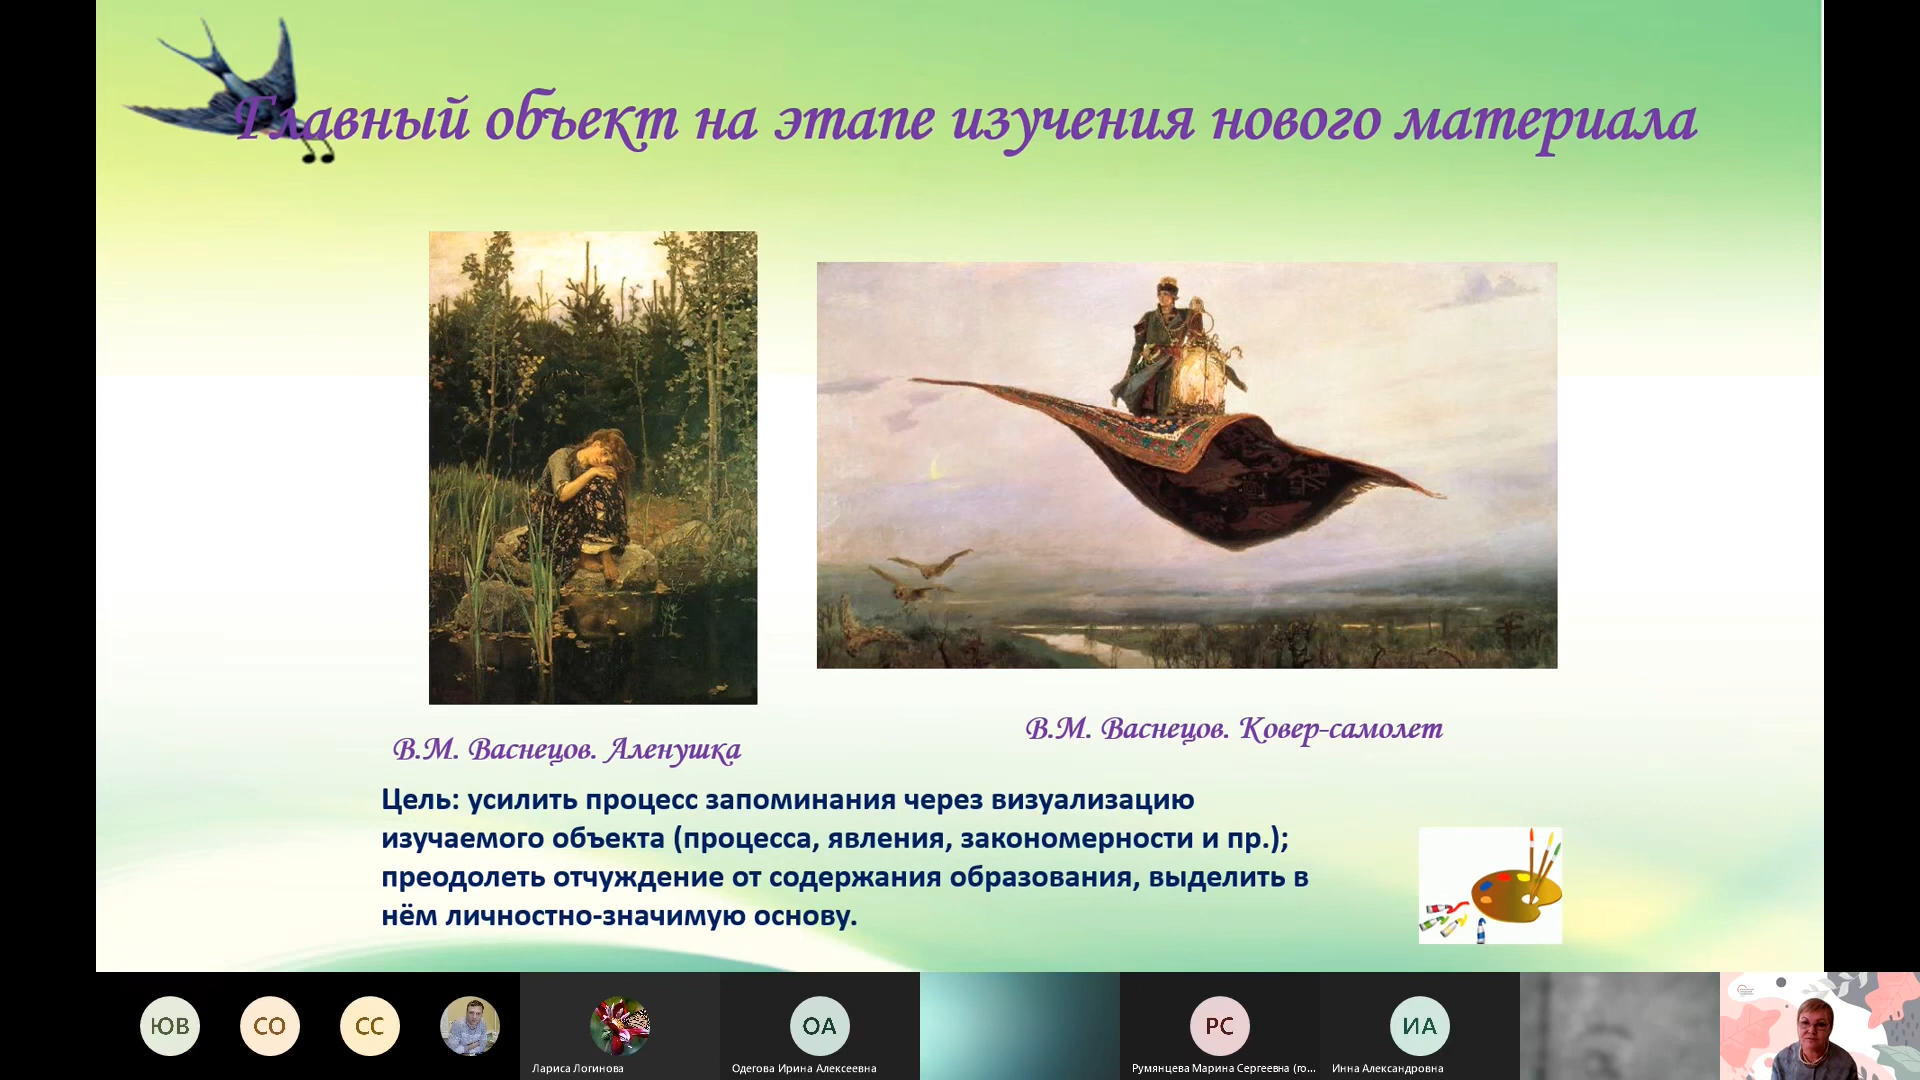 Главный объект на этапе изучения нового материала
В.М. Васнецов. Аленушка
В.М. Васнецов. Ковер-самолет
Цель: усилить процесс запоминания через визуализацию
изучаемого объекта (процесса, явления, закономерности и пр.);
преодолеть отчуждение от содержания образования, выделить в
нём личностно-значимую основу.
ЮВ
СО
СС
Лариса Логинова
ОА
Одегова Ирина Алексеевна
РС
Румянцева Марина Сергеевна (го...
ИА
Инна Александровна